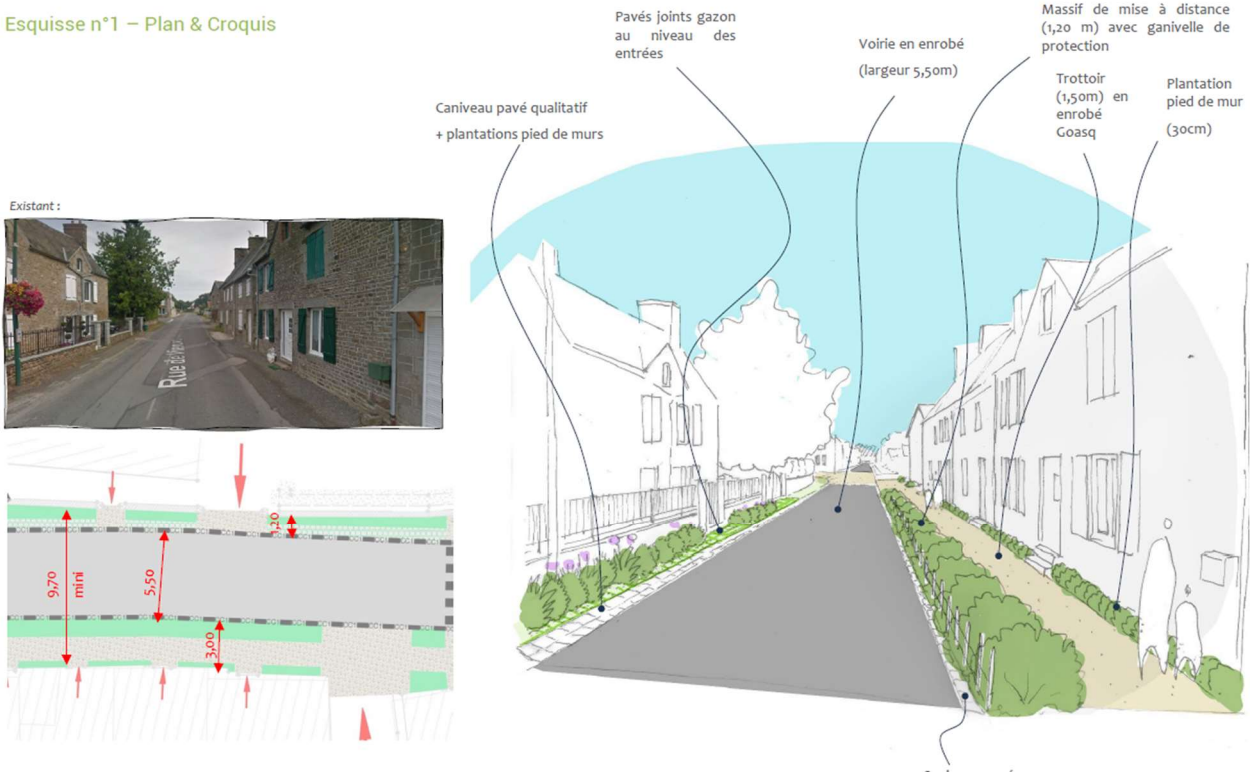 Esquisse n°1 – Plan & Croquis
Pavés joints gazon
au niveau des
entrées
Voirie en enrobé
(largeur 5,50m)
Massif de mise à distance
(1,20 m) avec ganivelle de
protection
Trottoir
(1,50m) en
enrobé
Goasq
Plantation
pied de mur
(30cm)
Caniveau pavé qualitatif
+ plantations pied de murs
Existant :
Rue de
1,20
9,70
mini
5,50
3,00